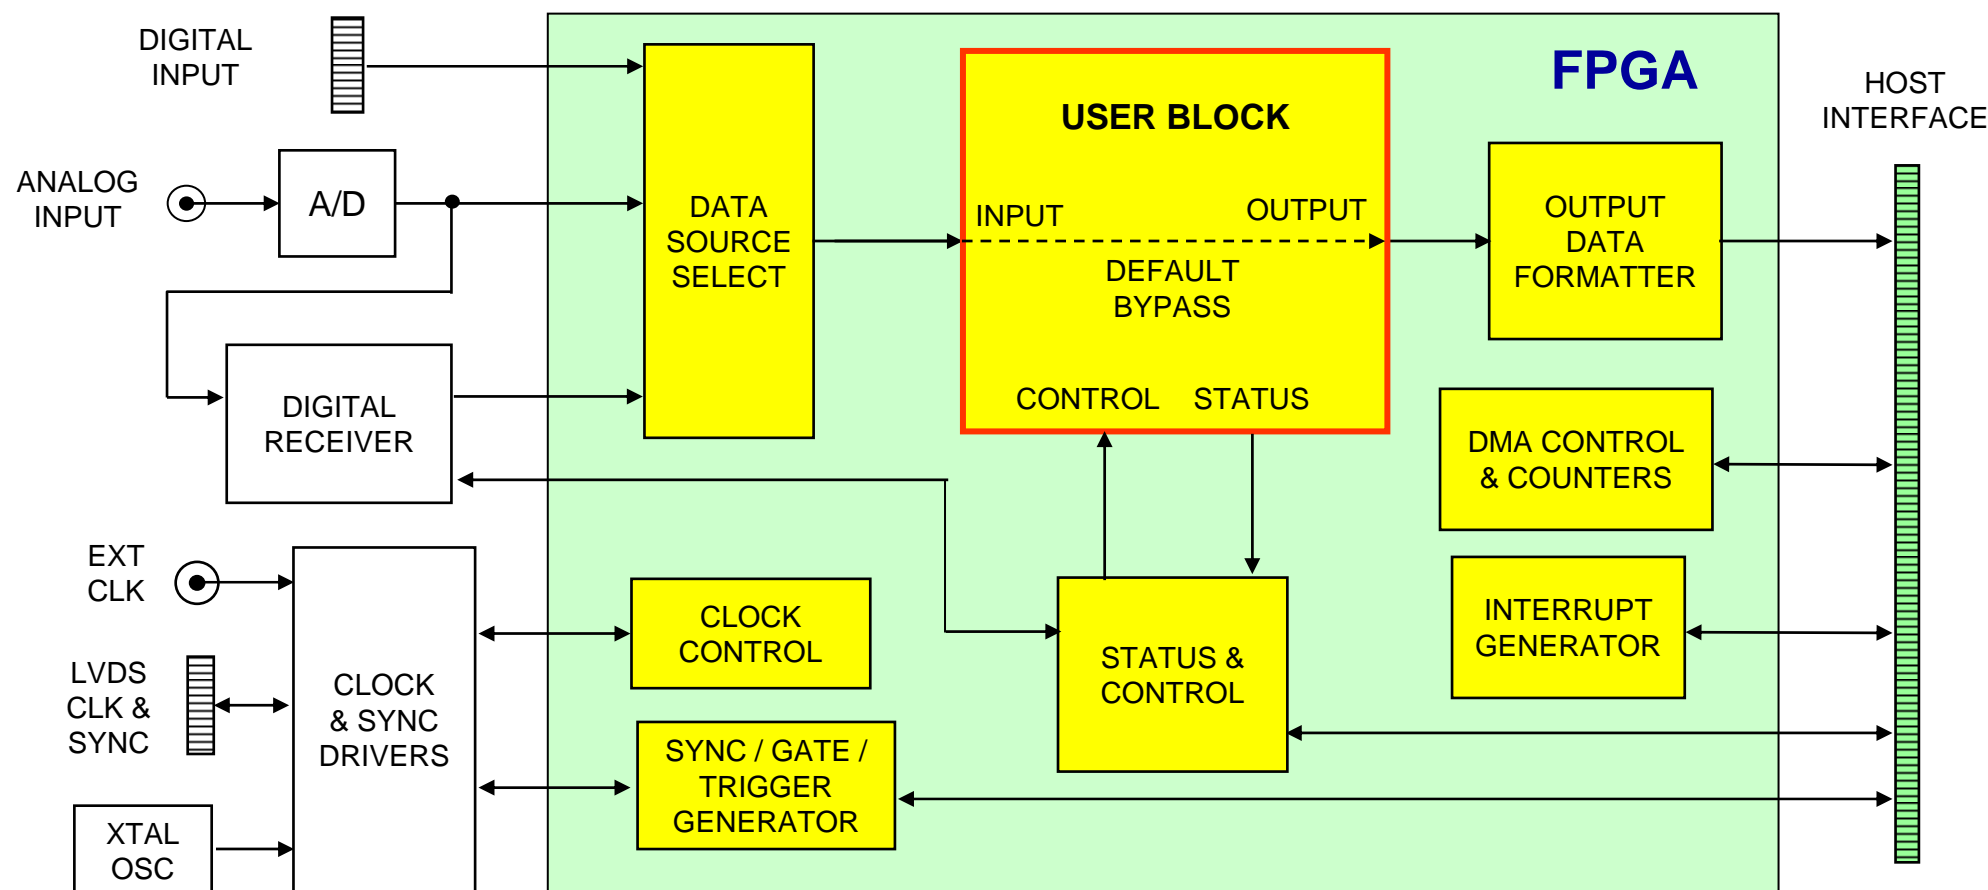 DIGITAL
INPUT
FPGA
HOST
INTERFACE
USER BLOCK
ANALOG
INPUT
A/D
DATA
SOURCE
SELECT
INPUT
OUTPUT
DEFAULT
BYPASS
CONTROL
STATUS
OUTPUT
DATA
FORMATTER
DIGITAL
RECEIVER
DMA CONTROL
& COUNTERS
EXT
CLK
CLOCK
CONTROL
INTERRUPT
GENERATOR
STATUS &
CONTROL
LVDS
CLK &
SYNC
CLOCK
& SYNC
DRIVERS
SYNC / GATE /
TRIGGER
GENERATOR
XTAL
OSC